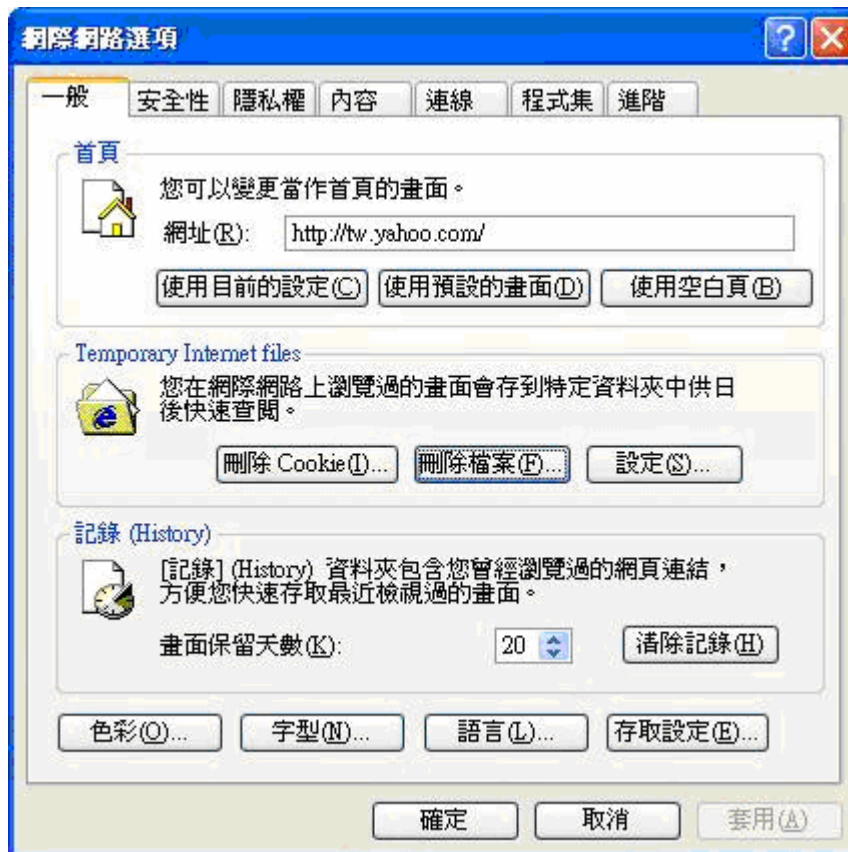 網際網路選項
一般 安全性 隱私權 內容 連線 程式集 進階
首頁
您可以變更當作首頁的畫面。
網址(R): http://tw.yahoo.com/
使用目前的設定(C) 使用預設的畫面(D) 使用空白頁(B)
Temporary Internet files
您在網際網路上瀏覽過的畫面會存到特定資料夾中供日
後快速查閱。
刪除 Cookie(I)... 刪除檔案(F)... 設定(S)...
記錄 (History)
[記錄] (History) 資料夾包含您曾經瀏覽過的網頁連結，
方便您快速存取最近檢視過的畫面。
畫面保留天數(K): 20 清除記錄(H)
色彩(O)... 字型(N)... 語言(L)... 存取設定(E)...
確定 取消 套用(A)